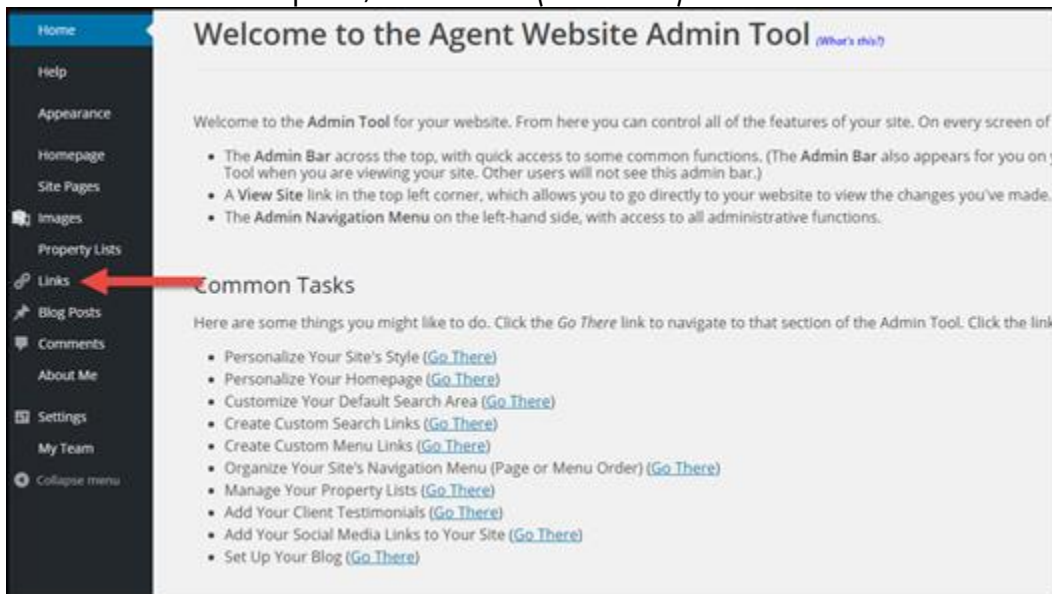 Home
Help
Appearance
Homepage
Site Pages
Images
Property Lists
Links
Blog Posts
Comments
About Me
Settings
My Team
Collapse menu
Welcome to the Agent Website Admin Tool (What's this?)
Welcome to the Admin Tool for your website. From here you can control all of the features of your site. On every screen of
• The Admin Bar across the top, with quick access to some common functions. (The Admin Bar also appears for you on
Tool when you are viewing your site. Other users will not see this admin bar.)
• A View Site link in the top left corner, which allows you to go directly to your website to view the changes you've made.
• The Admin Navigation Menu on the left-hand side, with access to all administrative functions.
Common Tasks
Here are some things you might like to do. Click the Go There link to navigate to that section of the Admin Tool. Click the link
• Personalize Your Site's Style (Go There)
• Personalize Your Homepage (Go There)
• Customize Your Default Search Area (Go There)
• Create Custom Search Links (Go There)
• Create Custom Menu Links (Go There)
• Organize Your Site's Navigation Menu (Page or Menu Order) (Go There)
• Manage Your Property Lists (Go There)
• Add Your Client Testimonials (Go There)
• Add Your Social Media Links to Your Site (Go There)
• Set Up Your Blog (Go There)